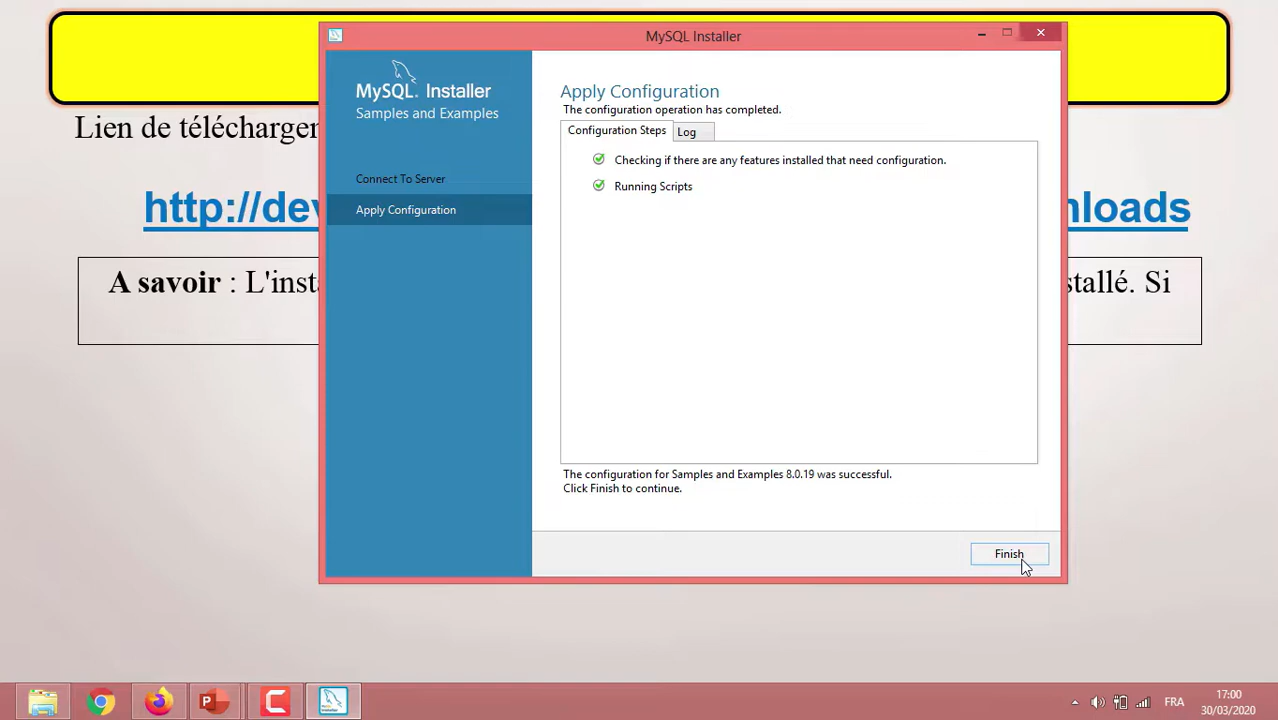 MySQL Installer
MySQL. Installer
Samples and Examples
Connect To Server
Apply Configuration
Apply Configuration
The configuration operation has completed.
Configuration Steps
Log
Checking if there are any features installed that need configuration.
Running Scripts
The configuration for Samples and Examples 8.0.19 was successful.
Click Finish to continue.
Finish
Lien de télécharger
http://dev
nloads
A savoir : L'insta
stallé. Si
FRA
17:00
30/03/2020